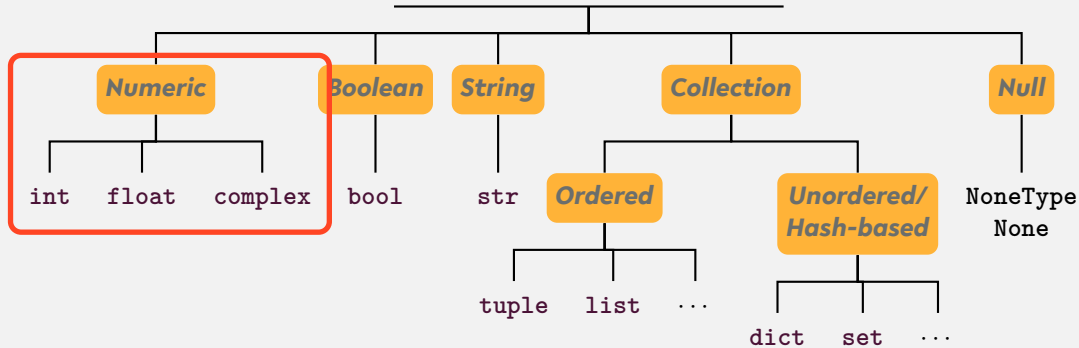 Numeric Boolean String Collection Null
int float complex bool str Ordered Unordered/ Hash-based NoneType None
tuple list ...
dict set ...